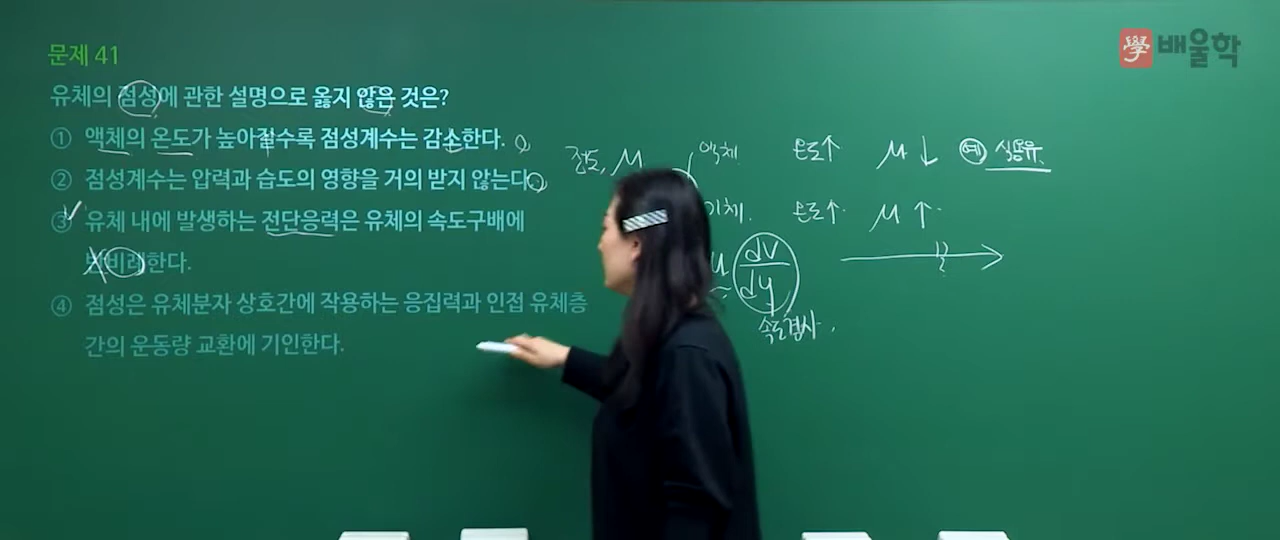 學 배울학
문제 41
유체의 점성에 관한 설명으로 옳지 않은 것은?
① 액체의 온도가 높아질수록 점성계수는 감소한다.
② 점성계수는 압력과 습도의 영향을 거의 받지 않는다.
③ 유체 내에 발생하는 전단응력은 유체의 속도구배에
반비례한다.
④ 점성은 유체분자 상호간에 작용하는 응집력과 인접 유체층
간의 운동량 교환에 기인한다.
점도, μ 액체 온도↑ μ↓ 예 식용유
기체. 온도↑ μ↑
μ dv
dy
속도경사